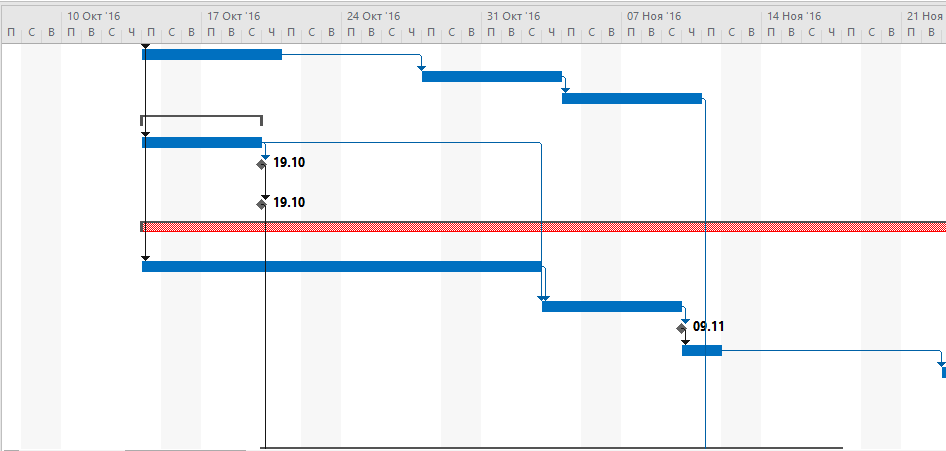 10 Окт '16 17 Окт '16 24 Окт '16 31 Окт '16 07 Ноя '16 14 Ноя '16 21 Ноя
П С В П В С Ч П С В П В С Ч П С В П В С Ч П С В П В С Ч П С В П В С Ч П С В П В С Ч П С В П В
19.10
19.10
09.11